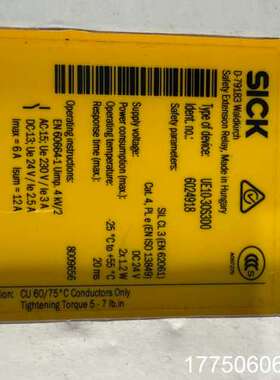 SICK
D-79183 Waldkirch
Safety Extension Relay, Made in Hungary
Type of device: UE10-3OS3D0
Ident. no.: 6024918
Safety parameters:
SIL CL 3 (EN 62061)
Cat. 4, PL e (EN ISO 13849)
Supply: DC 24 V
Power consumption (max.): 2x 1.2 W
Operating temperature: -25 °C to +55 °C
Response time (max.): 20 ms
Operating instructions: 8009656
EN 60664-1 Uimp 4 kV/2
AC-15: Ue 230 V / Ie 3 A
DC-13: Ue 24 V / Ie 2.5 A
Imax = 6 A Isum = 12 A
CU 60/75°C Conductors Only
Tightening Torque 5 - 7 lb.in